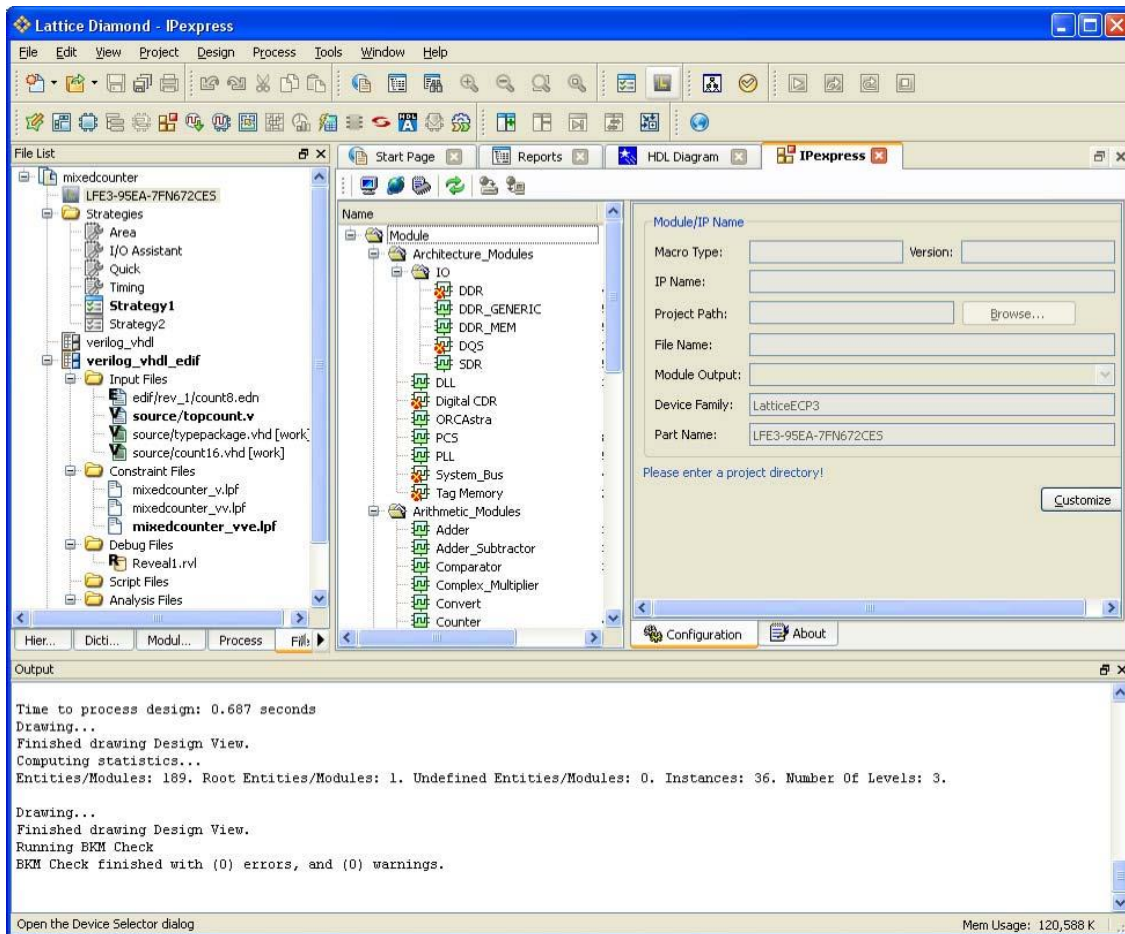 Lattice Diamond - IPexpress
File Edit View Project Design Process Tools Window Help
File List
Start Page Reports HDL Diagram IPexpress
mixedcounter
LFE3-95EA-7FN672CES
Strategies
Area
I/O Assistant
Quick
Timing
Strategy1
Strategy2
verilog_vhdl
verilog_vhdl_edif
Input Files
edif/rev_1/count8.edn
source/topcount.v
source/typepackage.vhd [work]
source/count16.vhd [work]
Constraint Files
mixedcounter_v.lpf
mixedcounter_vv.lpf
mixedcounter_vve.lpf
Debug Files
Reveal1.rvl
Script Files
Analysis Files
Hier... Dicti... Modul... Process
Name
Module
Architecture_Modules
IO
DDR
DDR_GENERIC
DDR_MEM
DQS
SDR
DLL
Digital CDR
ORCAstra
PCS
PLL
System_Bus
Tag Memory
Arithmetic_Modules
Adder
Adder_Subtractor
Comparator
Complex_Multiplier
Convert
Counter
Module/IP Name
Macro Type: Version:
IP Name:
Project Path: Browse...
File Name:
Module Output:
Device Family: LatticeECP3
Part Name: LFE3-95EA-7FN672CES
Please enter a project directory!
Customize
Configuration About
Output
Time to process design: 0.687 seconds
Drawing...
Finished drawing Design View.
Computing statistics...
Entities/Modules: 189. Root Entities/Modules: 1. Undefined Entities/Modules: 0. Instances: 36. Number Of Levels: 3.
Drawing...
Finished drawing Design View.
Running BKM Check
BKM Check finished with (0) errors, and (0) warnings.
Open the Device Selector dialog Mem Usage: 120,588 K